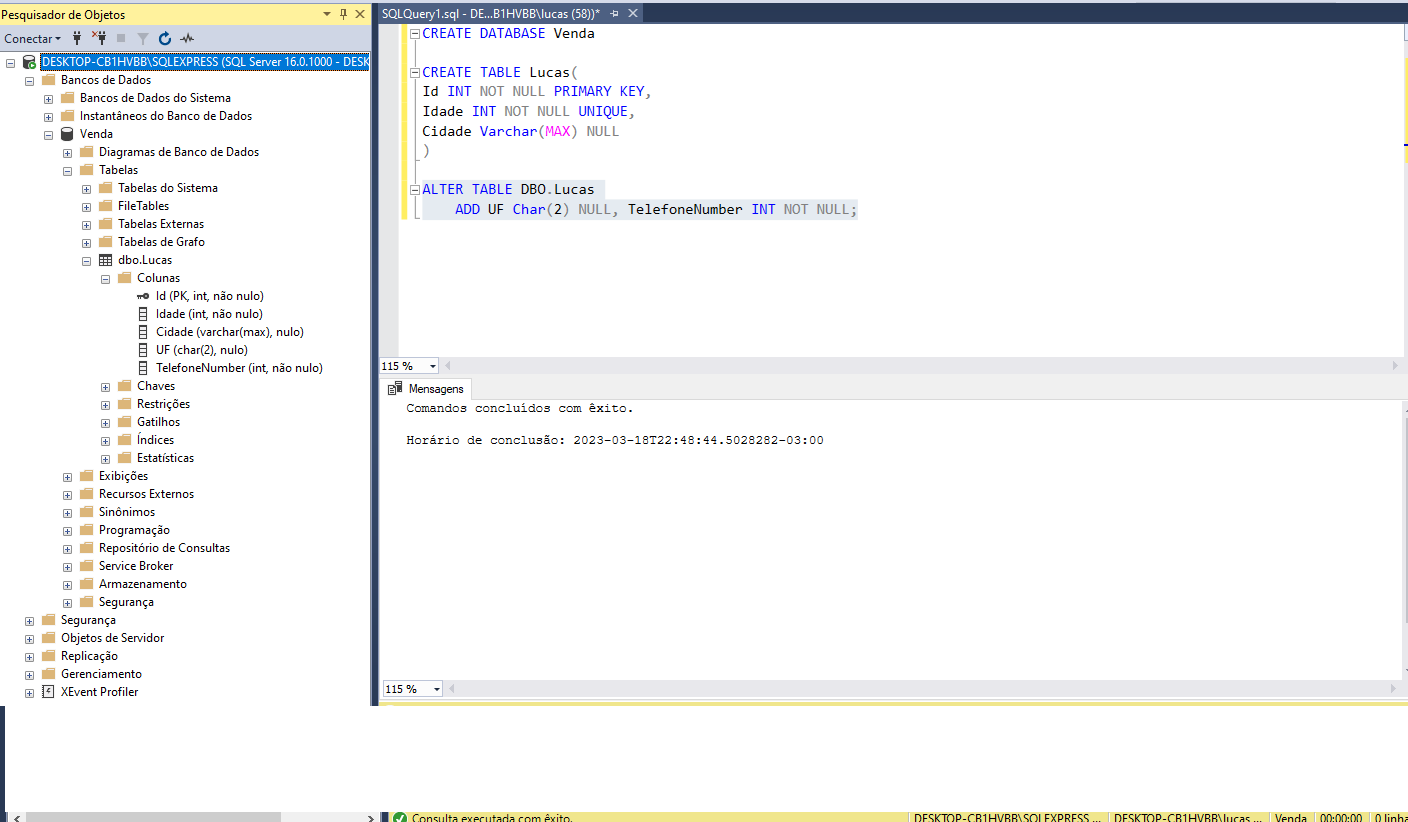 Pesquisador de Objetos
Conectar
DESKTOP-CB1HVBB\SQLEXPRESS (SQL Server 16.0.1000 - DESK
Bancos de Dados
Bancos de Dados do Sistema
Instantâneos do Banco de Dados
Venda
Diagramas de Banco de Dados
Tabelas
Tabelas do Sistema
FileTables
Tabelas Externas
Tabelas de Grafo
dbo.Lucas
Colunas
Id (PK, int, não nulo)
Idade (int, não nulo)
Cidade (varchar(max), nulo)
UF (char(2), nulo)
TelefoneNumber (int, não nulo)
Chaves
Restrições
Gatilhos
Índices
Estatísticas
Exibições
Recursos Externos
Sinônimos
Programação
Repositório de Consultas
Service Broker
Armazenamento
Segurança
Segurança
Objetos de Servidor
Replicação
Gerenciamento
XEvent Profiler
SQLQuery1.sql - DE...B1HVBB\lucas (58))*
CREATE DATABASE Venda
CREATE TABLE Lucas(
Id INT NOT NULL PRIMARY KEY,
Idade INT NOT NULL UNIQUE,
Cidade Varchar(MAX) NULL
)
ALTER TABLE DBO.Lucas
ADD UF Char(2) NULL, TelefoneNumber INT NOT NULL;
115 %
Mensagens
Comandos concluídos com êxito.
Horário de conclusão: 2023-03-18T22:48:44.5028282-03:00
115 %
Consulta executada com êxito. DESKTOP-CB1HVBB\SQLEXPRESS ... DESKTOP-CB1HVBB\lucas ... Venda 00:00:00 0 linha